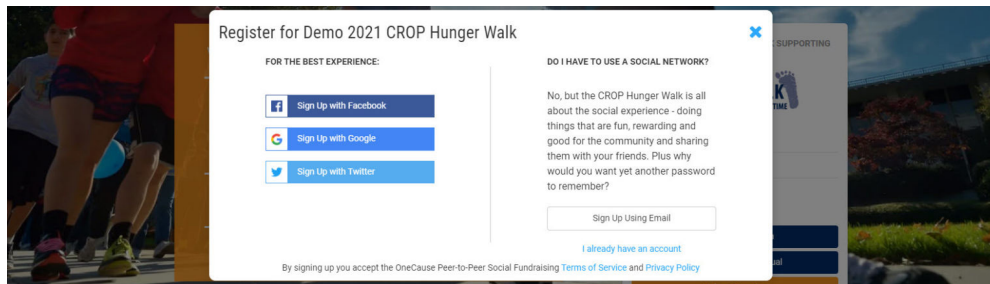 Register for Demo 2021 CROP Hunger Walk
FOR THE BEST EXPERIENCE:
Sign Up with Facebook
Sign Up with Google
Sign Up with Twitter
DO I HAVE TO USE A SOCIAL NETWORK?
No, but the CROP Hunger Walk is all
about the social experience - doing
things that are fun, rewarding and
good for the community and sharing
them with your friends. Plus why
would you want yet another password
to remember?
Sign Up Using Email
I already have an account
By signing up you accept the OneCause Peer-to-Peer Social Fundraising Terms of Service and Privacy Policy
SUPPORTING
TIME